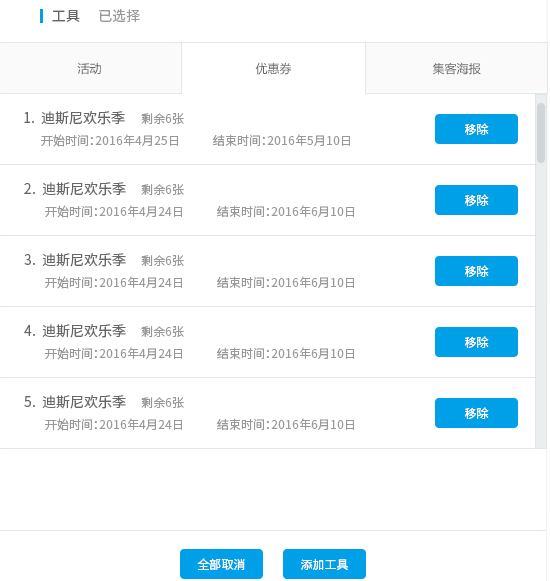 工具 已选择
活动 优惠券 集客海报
1. 迪斯尼欢乐季 剩余6张
开始时间：2016年4月25日 结束时间：2016年5月10日
移除
2. 迪斯尼欢乐季 剩余6张
开始时间：2016年4月24日 结束时间：2016年6月10日
移除
3. 迪斯尼欢乐季 剩余6张
开始时间：2016年4月24日 结束时间：2016年6月10日
移除
4. 迪斯尼欢乐季 剩余6张
开始时间：2016年4月24日 结束时间：2016年6月10日
移除
5. 迪斯尼欢乐季 剩余6张
开始时间：2016年4月24日 结束时间：2016年6月10日
移除
全部取消 添加工具